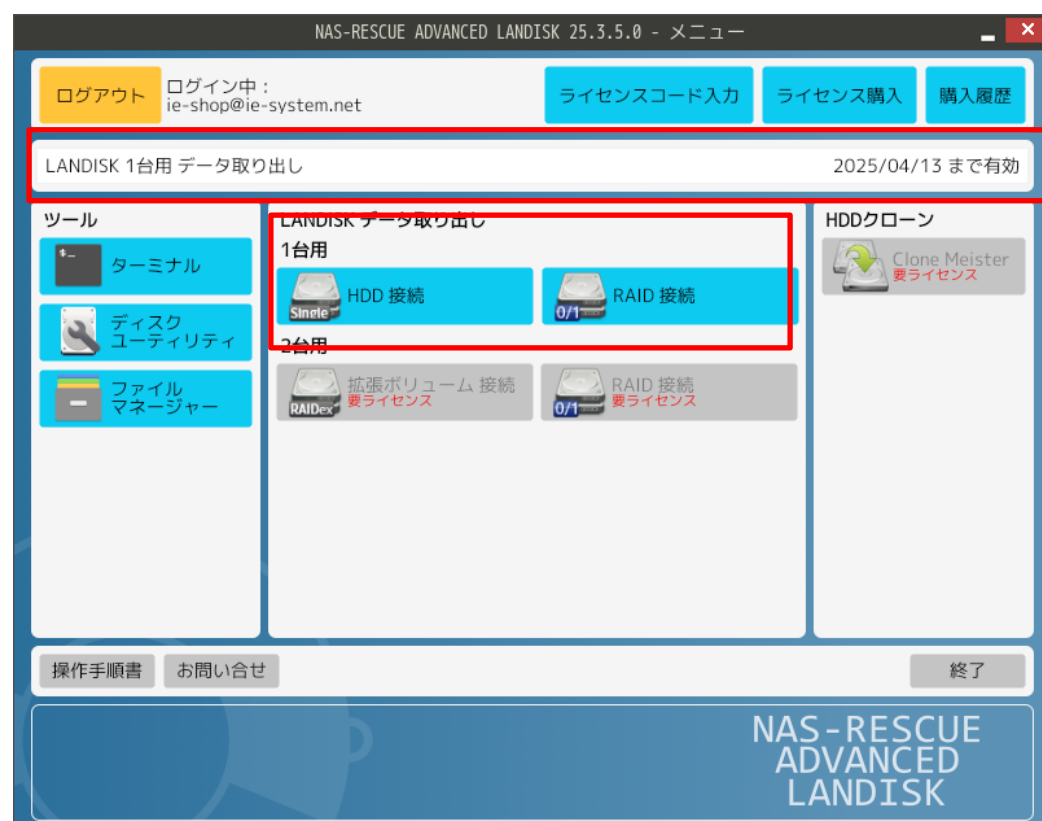 NAS-RESCUE ADVANCED LANDISK 25.3.5.0 - メニュー
ログアウト
ログイン中 :
ie-shop@ie-system.net
ライセンスコード入力
ライセンス購入
購入履歴
LANDISK 1台用 データ取り出し
2025/04/13 まで有効
ツール
ターミナル
ディスク
ユーティリティ
ファイル
マネージャー
LANDISK データ取り出し
1台用
Single
HDD 接続
0/1
RAID 接続
2台用
RAIDex
拡張ボリューム 接続
要ライセンス
0/1
RAID 接続
要ライセンス
HDDクローン
Clone Meister
要ライセンス
操作手順書
お問い合せ
終了
NAS-RESCUE
ADVANCED
LANDISK